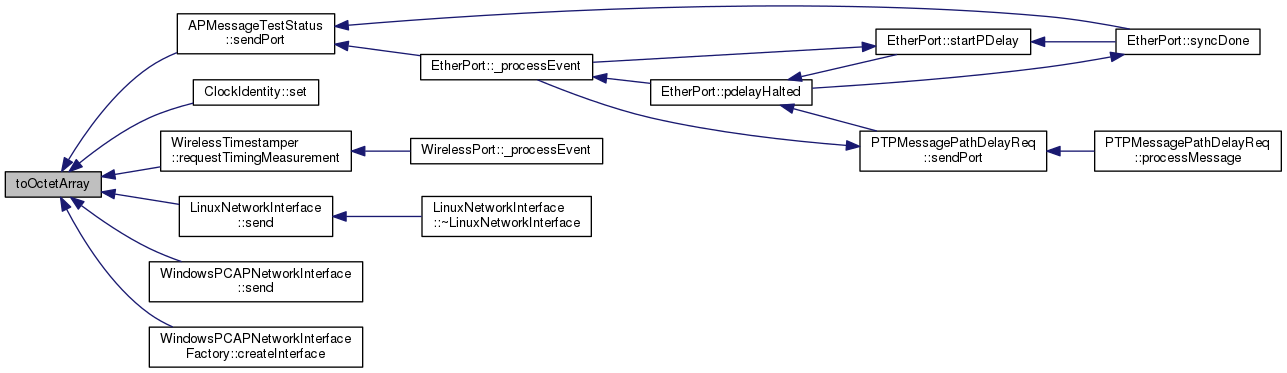 toOctetArray
APMessageTestStatus
::sendPort
ClockIdentity::set
WirelessTimestamper
::requestTimingMeasurement
LinuxNetworkInterface
::send
WindowsPCAPNetworkInterface
::send
WindowsPCAPNetworkInterface
Factory::createInterface
EtherPort::_processEvent
WirelessPort::_processEvent
LinuxNetworkInterface
::~LinuxNetworkInterface
EtherPort::pdelayHalted
EtherPort::startPDelay
PTPMessagePathDelayReq
::sendPort
EtherPort::syncDone
PTPMessagePathDelayReq
::processMessage